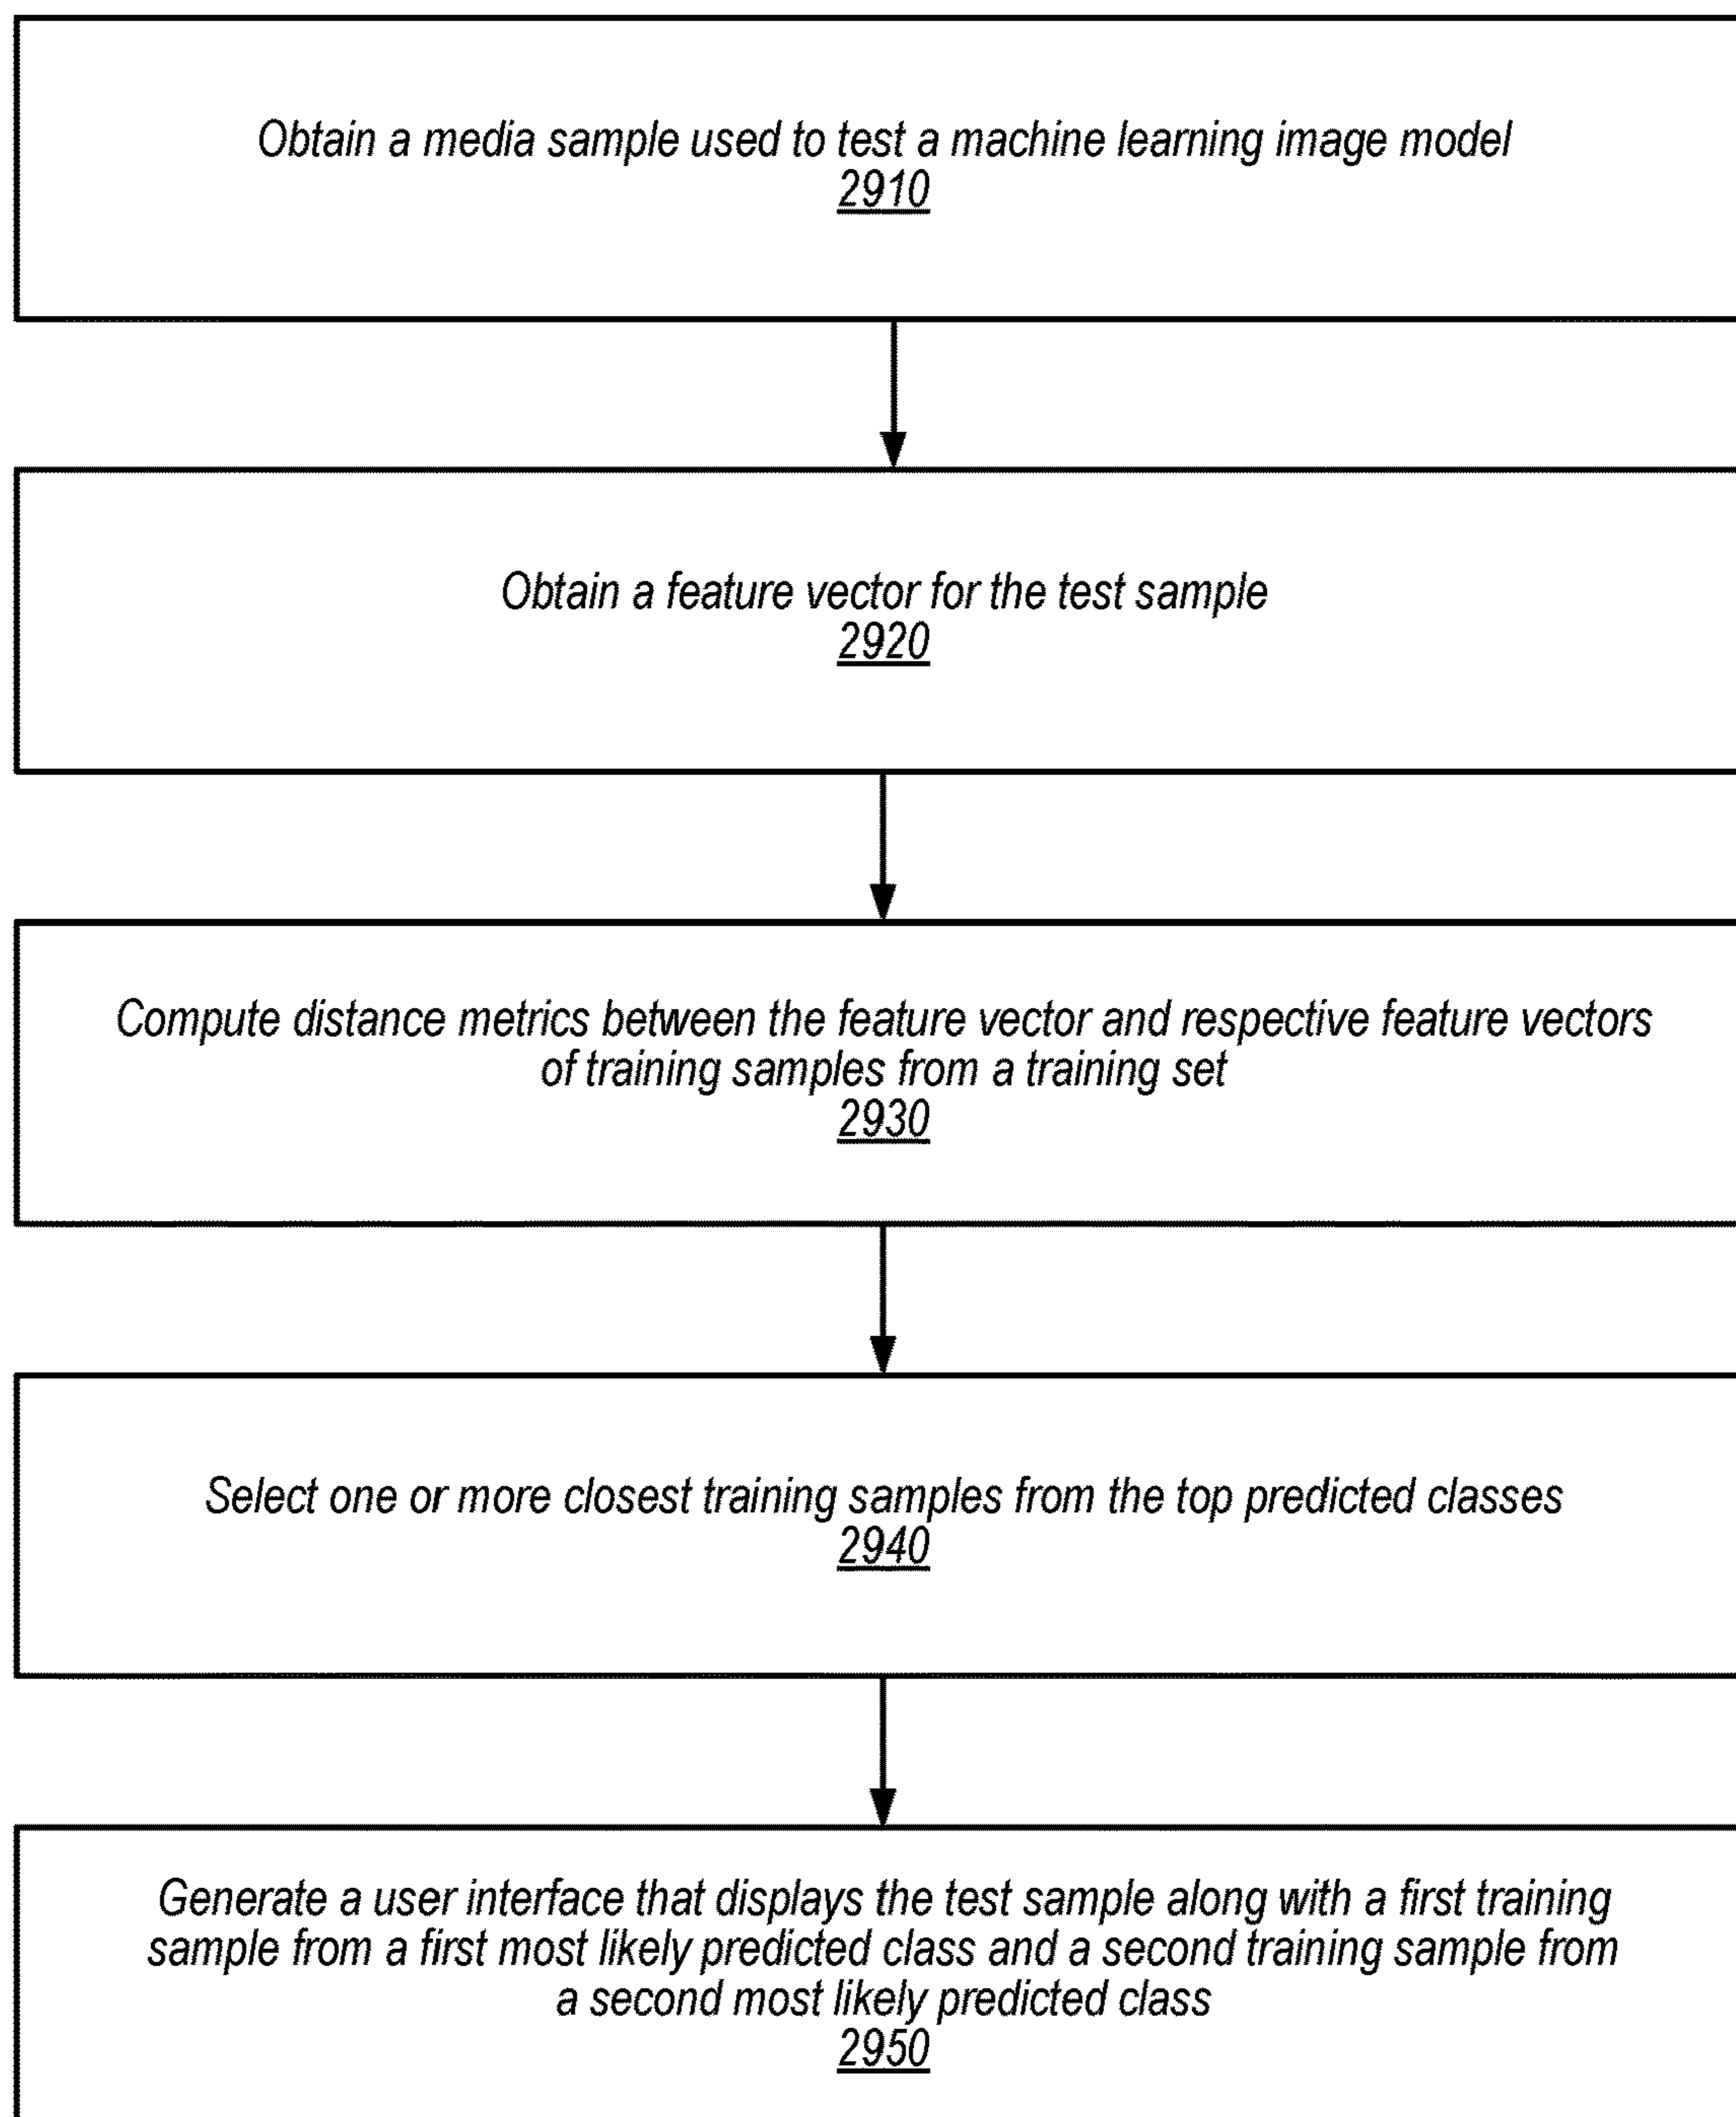 Obtain a media sample used to test a machine learning image model
2910
Obtain a feature vector for the test sample
2920
Compute distance metrics between the feature vector and respective feature vectors
of training samples from a training set
2930
Select one or more closest training samples from the top predicted classes
2940
Generate a user interface that displays the test sample along with a first training
sample from a first most likely predicted class and a second training sample from
a second most likely predicted class
2950